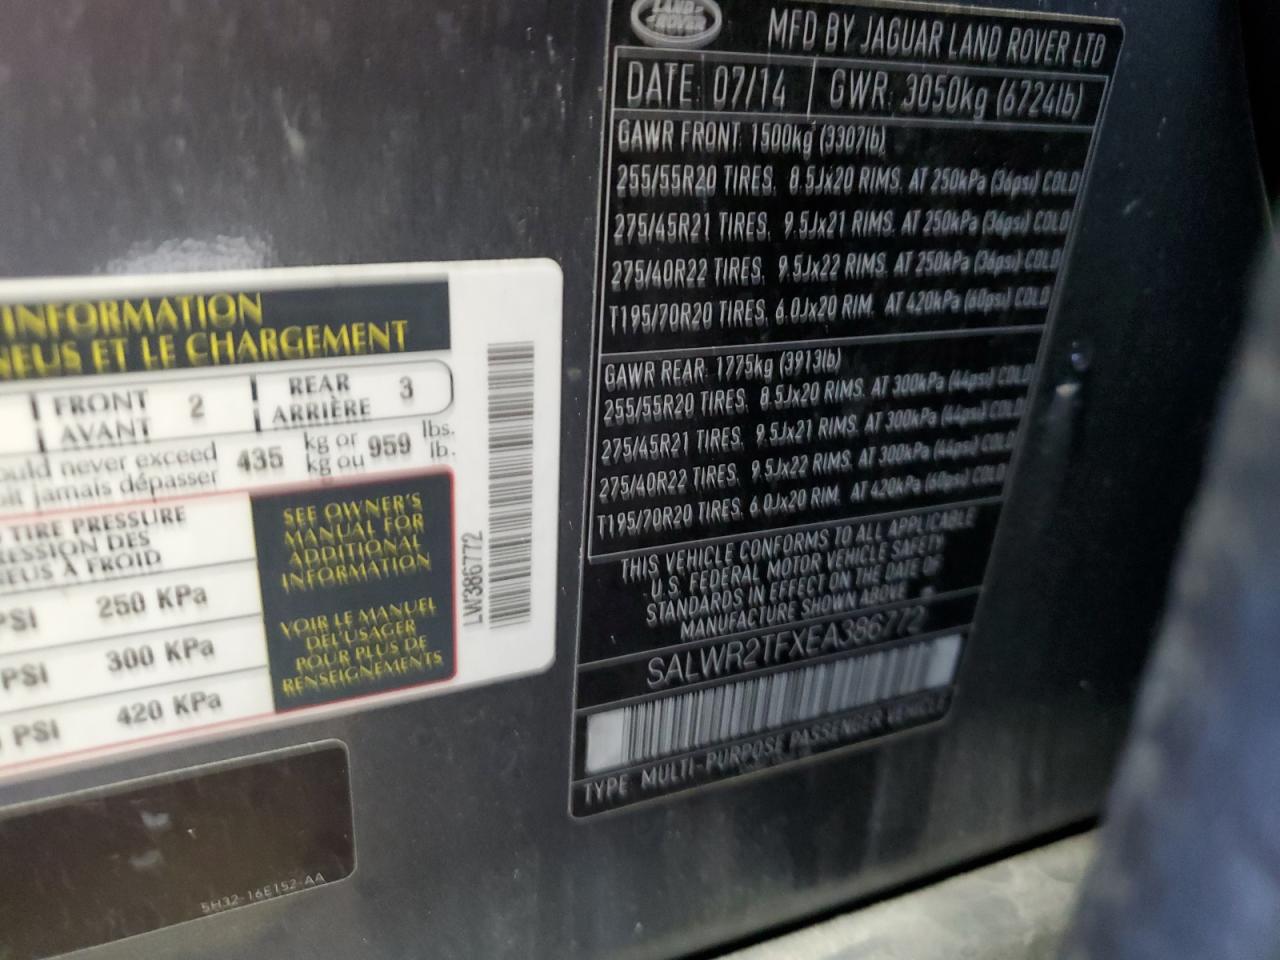 INFORMATION
NEUS ET LE CHARGEMENT
FRONT
AVANT 2
REAR
ARRIÈRE 3
ould never exceed 435 kg or 959 lbs.
jamais dépasser kg ou lb.
TIRE PRESSURE
RESSION DES
NEUS À FROID
PSI 250 KPa
PSI 300 KPa
PSI 420 KPa
SEE OWNER'S
MANUAL FOR
ADDITIONAL
INFORMATION
VOIR LE MANUEL
DEL'USAGER
POUR PLUS DE
RENSEIGNEMENTS
LW386772
5H32-16E152-AA
LAND-
ROVER
MFD BY JAGUAR LAND ROVER LTD
DATE: 07/14 GWR: 3050kg (6724lb)
GAWR FRONT: 1500kg (3307lb)
255/55R20 TIRES. 8.5Jx20 RIMS. AT 250kPa (36psi) COLD
275/45R21 TIRES. 9.5Jx21 RIMS. AT 250kPa (36psi) COLD
275/40R22 TIRES. 9.5Jx22 RIMS. AT 250kPa (36psi) COLD
T195/70R20 TIRES. 6.0Jx20 RIM. AT 420kPa (60psi) COLD
GAWR REAR: 1775kg (3913lb)
255/55R20 TIRES. 8.5Jx20 RIMS. AT 300kPa (44psi) COLD
275/45R21 TIRES. 9.5Jx21 RIMS. AT 300kPa (44psi) COLD
275/40R22 TIRES. 9.5Jx22 RIMS. AT 300kPa (44psi) COLD
T195/70R20 TIRES. 6.0Jx20 RIM. AT 420kPa (60psi) COLD
THIS VEHICLE CONFORMS TO ALL APPLICABLE
U.S. FEDERAL MOTOR VEHICLE SAFETY
STANDARDS IN EFFECT ON THE DATE OF
MANUFACTURE SHOWN ABOVE
SALWR2TFXEA386772
TYPE: MULTI-PURPOSE PASSENGER VEHICLE